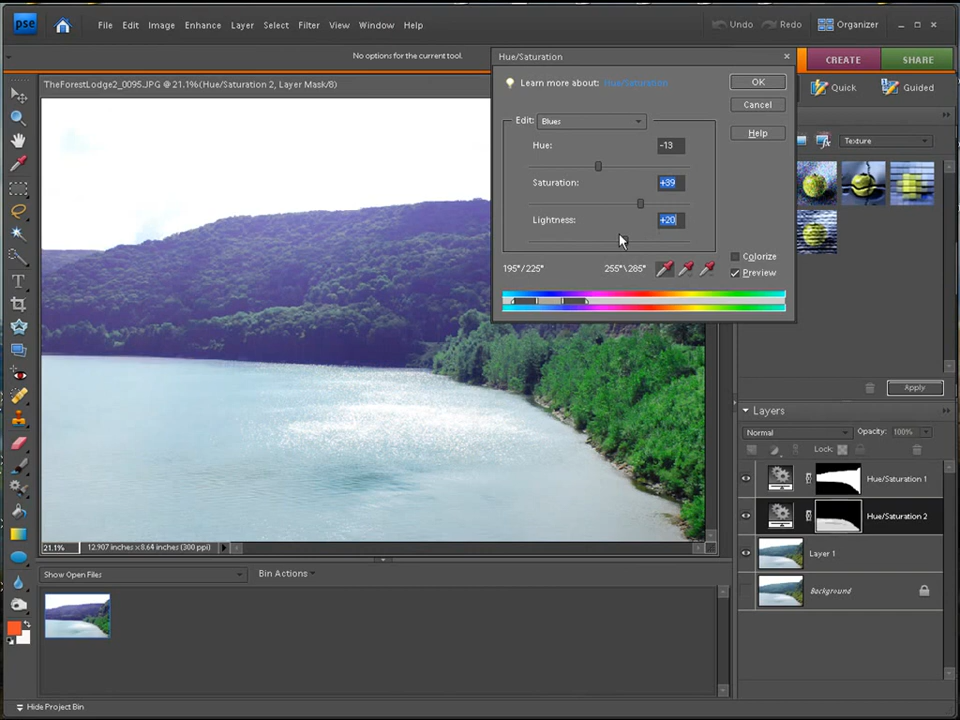 pse File Edit Image Enhance Layer Select Filter View Window Help Undo Redo Organizer
No options for the current tool.
Hue/Saturation
CREATE SHARE
TheForestLodge2_0095.JPG @ 21.1%(Hue/Saturation 2, Layer Mask/8)
Learn more about: Hue/Saturation
OK
Quick Guided
Cancel
Edit: Blues
Help
Hue: -13
Texture
Saturation: +39
Lightness: +20
Colorize
195°/225° 255°\285°
Preview
Apply
Layers
Normal Opacity: 100%
Lock:
Hue/Saturation 1
Hue/Saturation 2
21.1% 12.907 inches x 8.64 inches (300 ppi)
Layer 1
Show Open Files Bin Actions
Background
Hide Project Bin